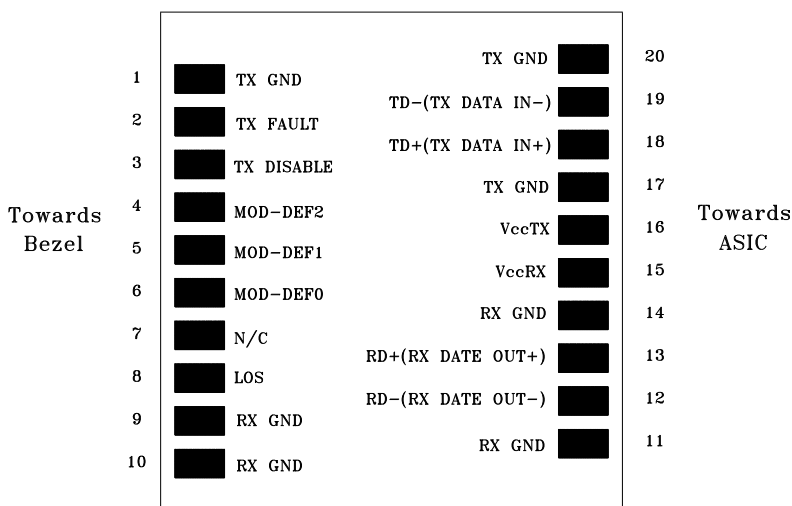 Towards
Bezel
1 TX GND
2 TX FAULT
3 TX DISABLE
4 MOD-DEF2
5 MOD-DEF1
6 MOD-DEF0
7 N/C
8 LOS
9 RX GND
10 RX GND
TX GND 20
TD-(TX DATA IN-) 19
TD+(TX DATA IN+) 18
TX GND 17
VccTX 16
VccRX 15
RX GND 14
RD+(RX DATE OUT+) 13
RD-(RX DATE OUT-) 12
RX GND 11
Towards
ASIC